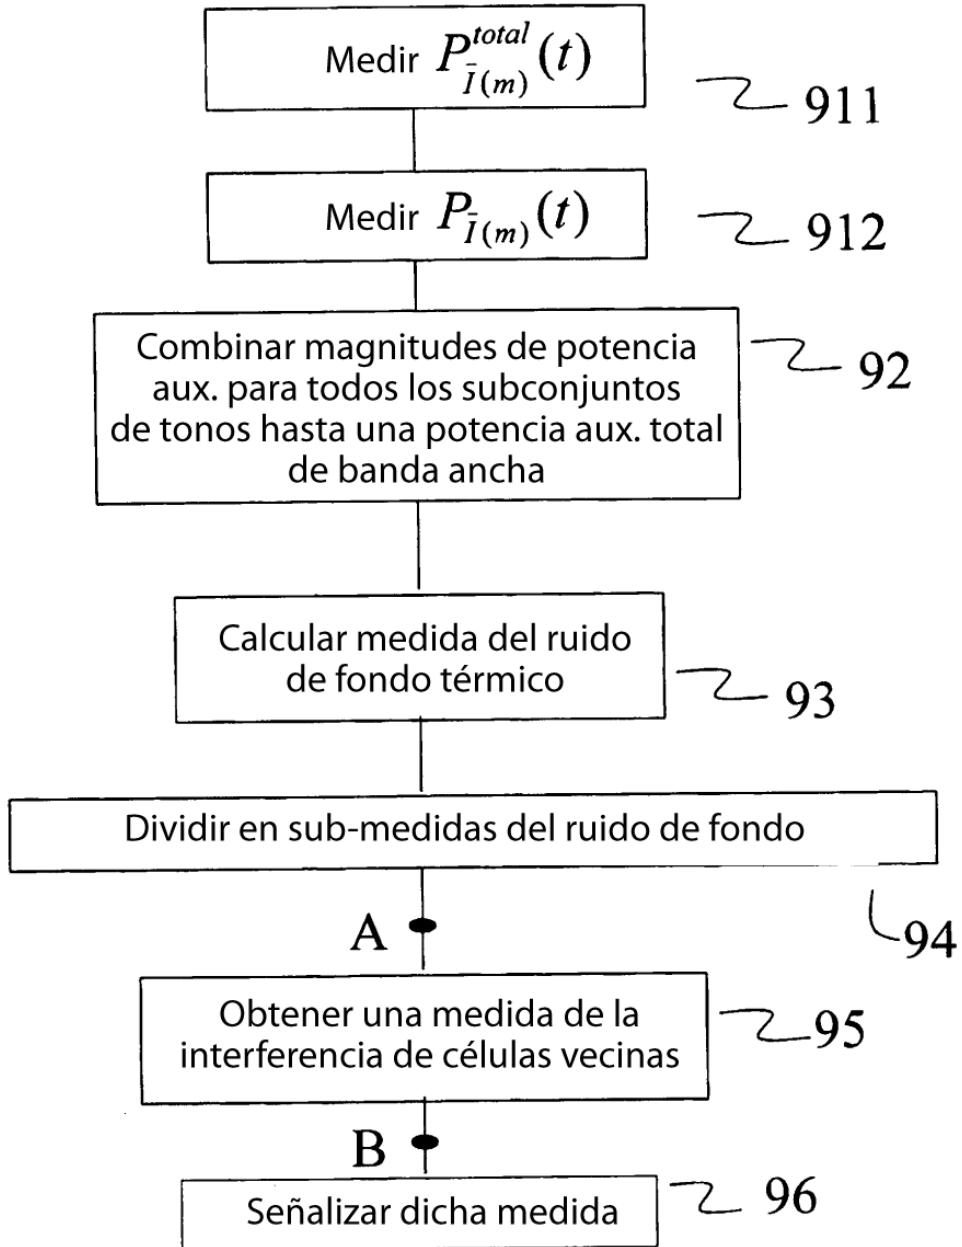 Medir P_{\bar{I}(m)}^{total}(t)
911
Medir P_{\bar{I}(m)}(t)
912
Combinar magnitudes de potencia
aux. para todos los subconjuntos
de tonos hasta una potencia aux. total
de banda ancha
92
Calcular medida del ruido
de fondo térmico
93
Dividir en sub-medidas del ruido de fondo
94
A
Obtener una medida de la
interferencia de células vecinas
95
B
Señalizar dicha medida
96